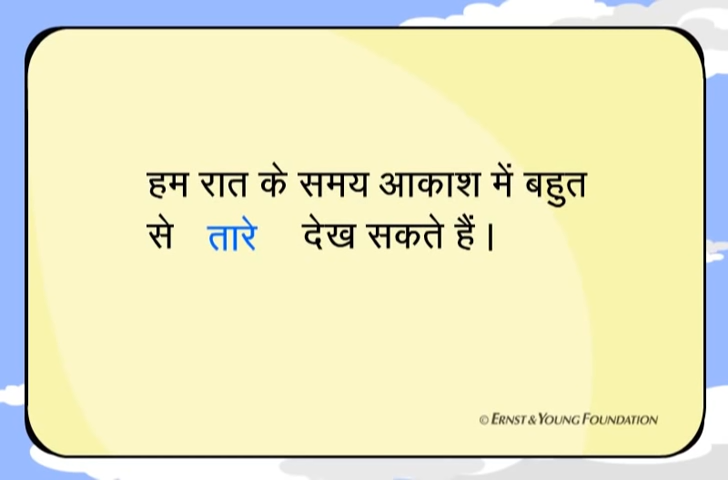 हम रात के समय आकाश में बहुत
से तारे देख सकते हैं।
© ERNST & YOUNG FOUNDATION